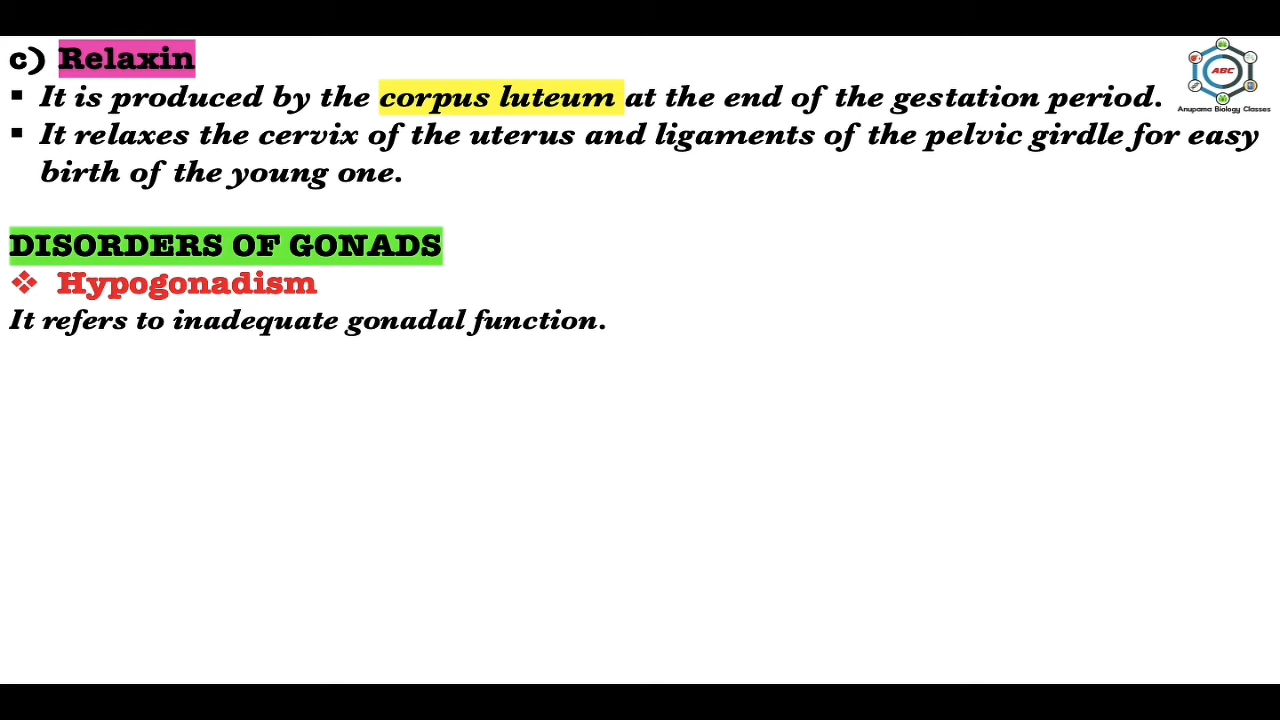 c) Relaxin
▪ It is produced by the corpus luteum at the end of the gestation period.
▪ It relaxes the cervix of the uterus and ligaments of the pelvic girdle for easy
birth of the young one.
DISORDERS OF GONADS
❖ Hypogonadism
It refers to inadequate gonadal function.
ABC
Anupama Biology Classes